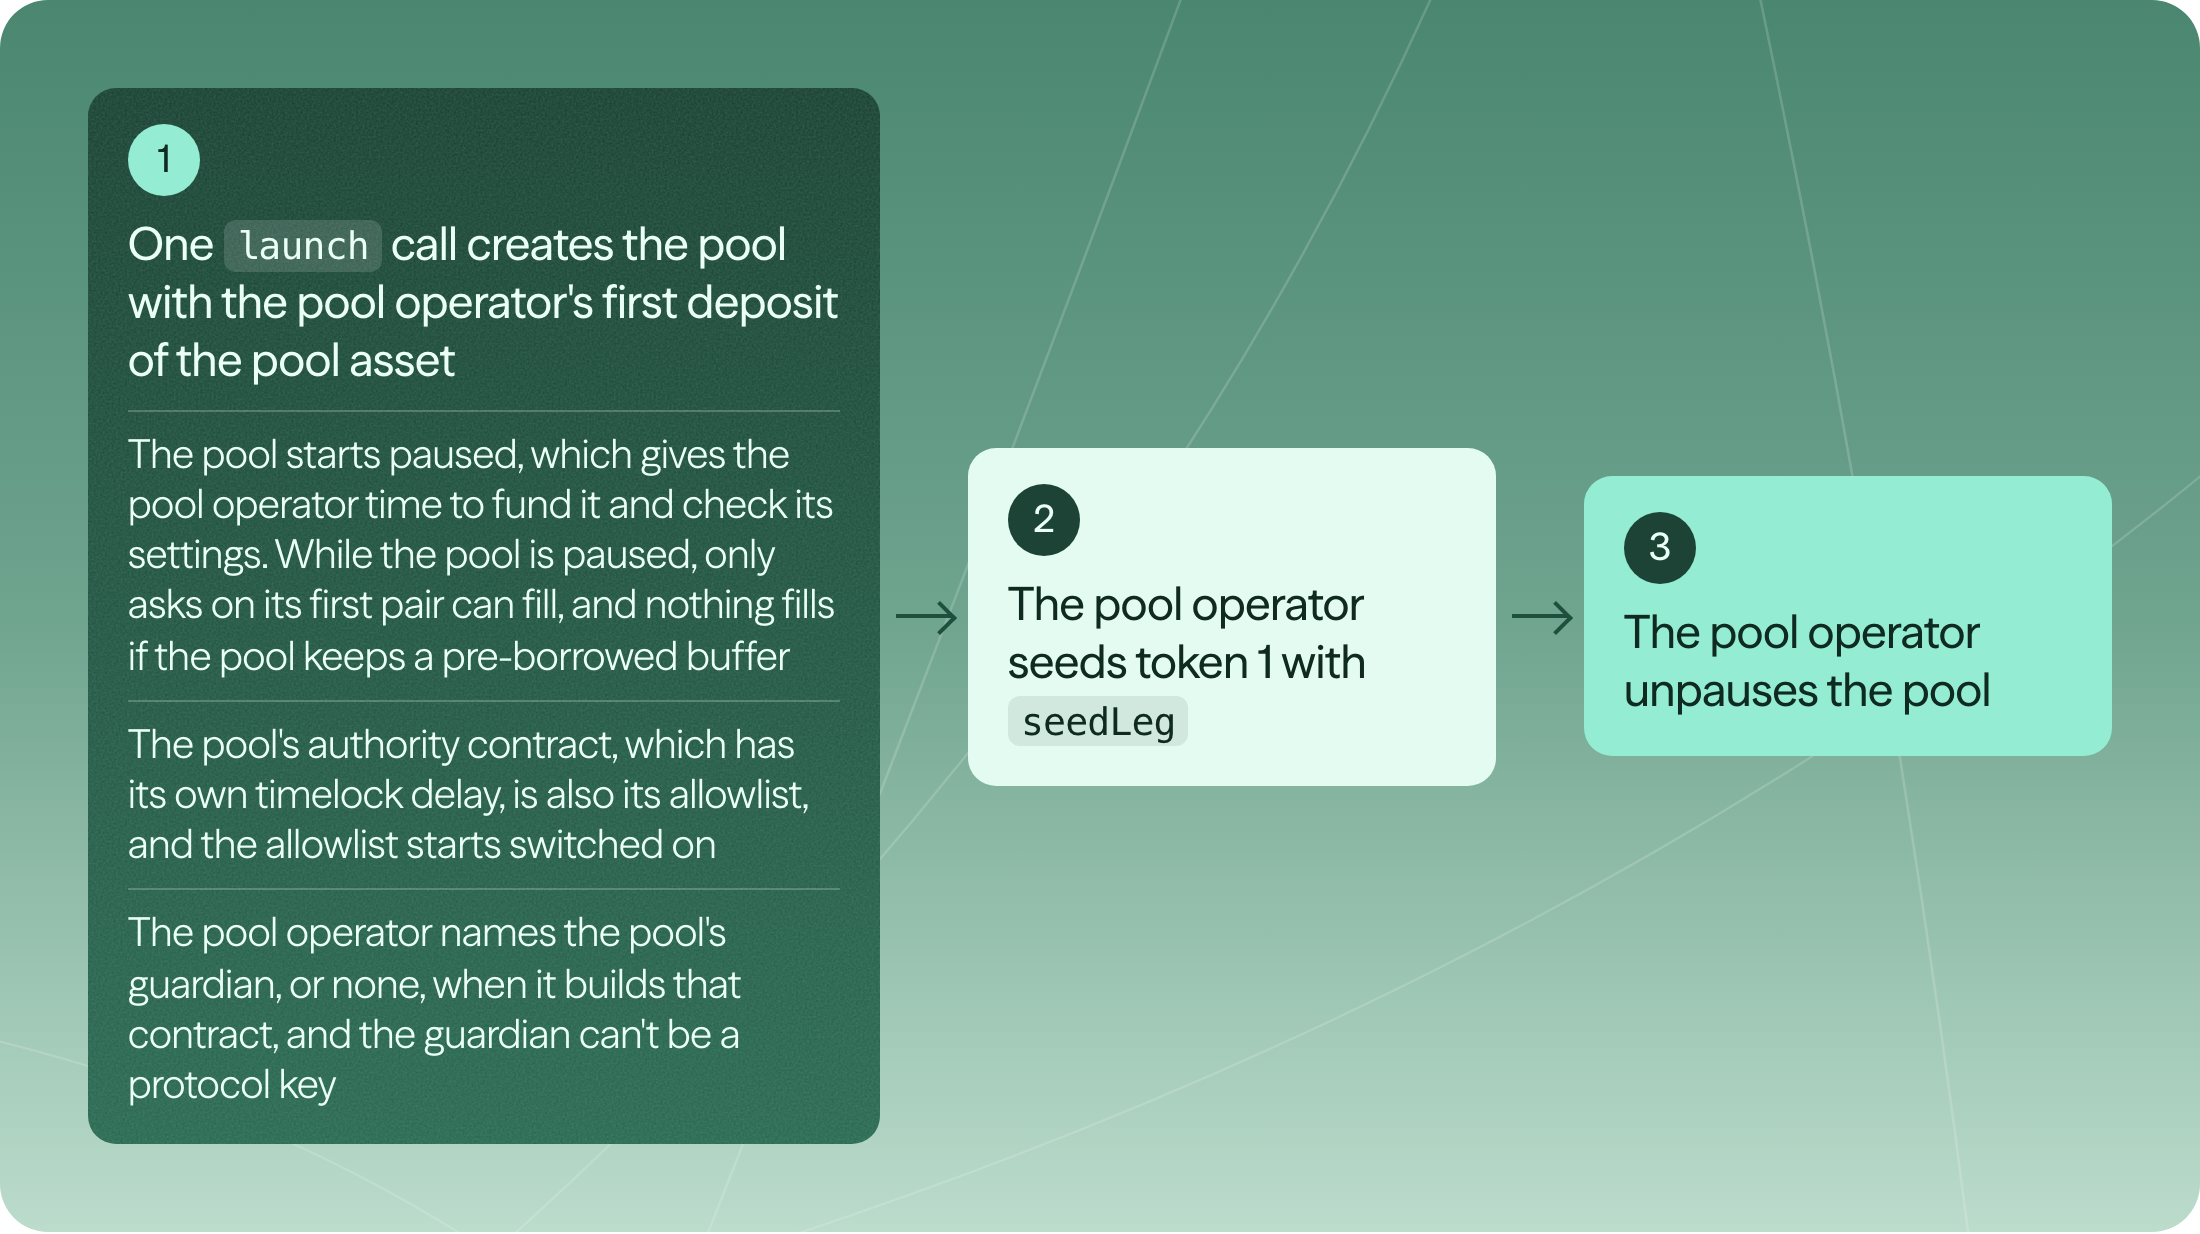 1
One launch call creates the pool
with the pool operator's first deposit
of the pool asset
The pool starts paused, which gives the
pool operator time to fund it and check its
settings. While the pool is paused, only
asks on its first pair can fill, and nothing fills
if the pool keeps a pre-borrowed buffer
The pool's authority contract, which has
its own timelock delay, is also its allowlist,
and the allowlist starts switched on
The pool operator names the pool's
guardian, or none, when it builds that
contract, and the guardian can't be a
protocol key
2
The pool operator
seeds token 1 with
seedLeg
3
The pool operator
unpauses the pool